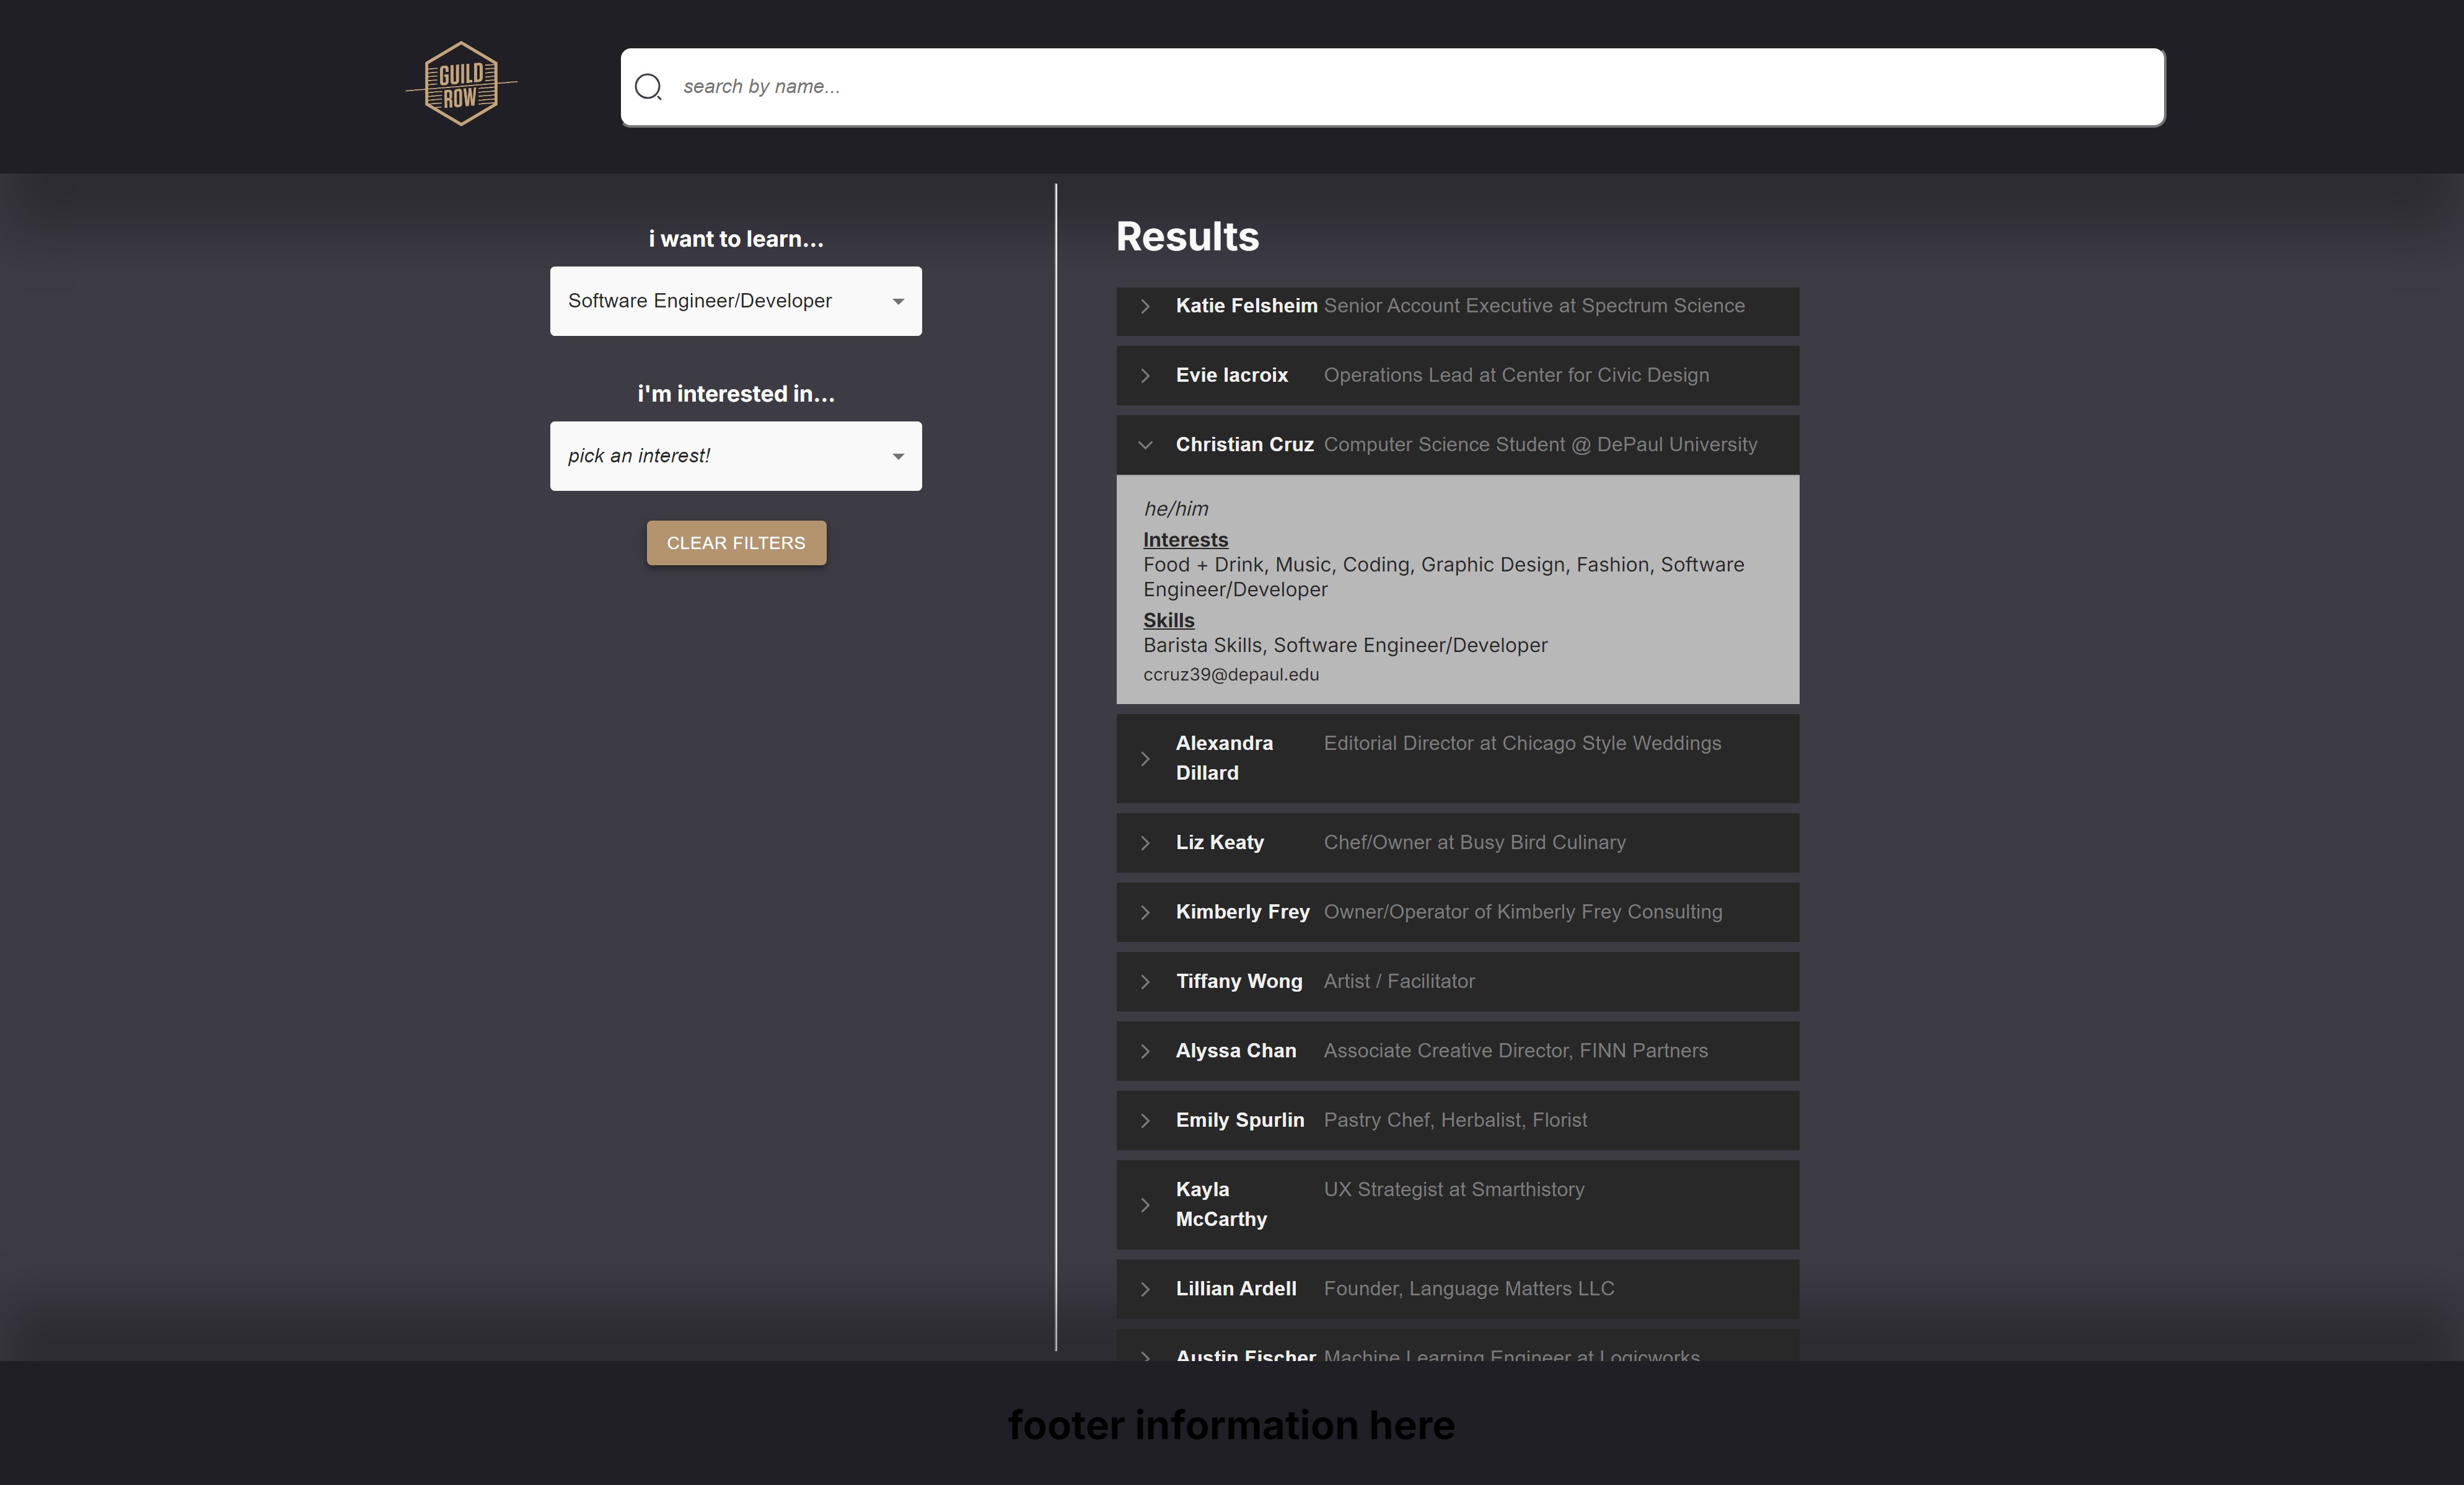 GUILD
ROW
search by name...
i want to learn...
Software Engineer/Developer
i'm interested in...
pick an interest!
CLEAR FILTERS
Results
Katie Felsheim Senior Account Executive at Spectrum Science
Evie lacroix Operations Lead at Center for Civic Design
Christian Cruz Computer Science Student @ DePaul University
he/him
Interests
Food + Drink, Music, Coding, Graphic Design, Fashion, Software
Engineer/Developer
Skills
Barista Skills, Software Engineer/Developer
ccruz39@depaul.edu
Alexandra Editorial Director at Chicago Style Weddings
Dillard
Liz Keaty Chef/Owner at Busy Bird Culinary
Kimberly Frey Owner/Operator of Kimberly Frey Consulting
Tiffany Wong Artist / Facilitator
Alyssa Chan Associate Creative Director, FINN Partners
Emily Spurlin Pastry Chef, Herbalist, Florist
Kayla UX Strategist at Smarthistory
McCarthy
Lillian Ardell Founder, Language Matters LLC
Austin Fischer Machine Learning Engineer at Logicworks
footer information here